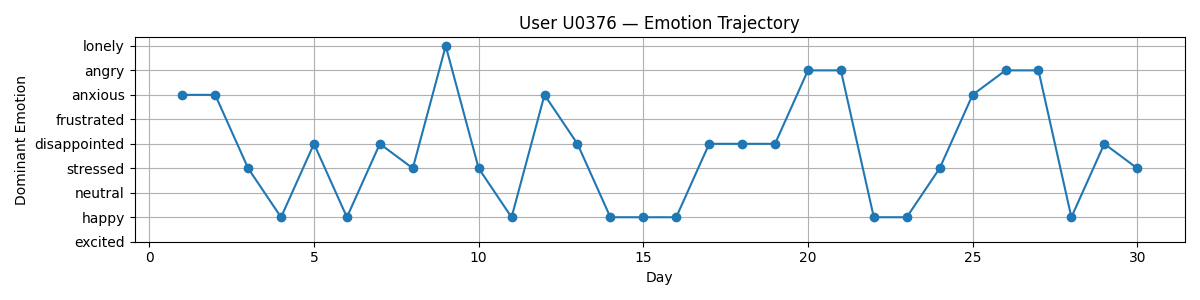 User U0376 — Emotion Trajectory
Dominant Emotion
lonely
angry
anxious
frustrated
disappointed
stressed
neutral
happy
excited
0 5 10 15 20 25 30
Day